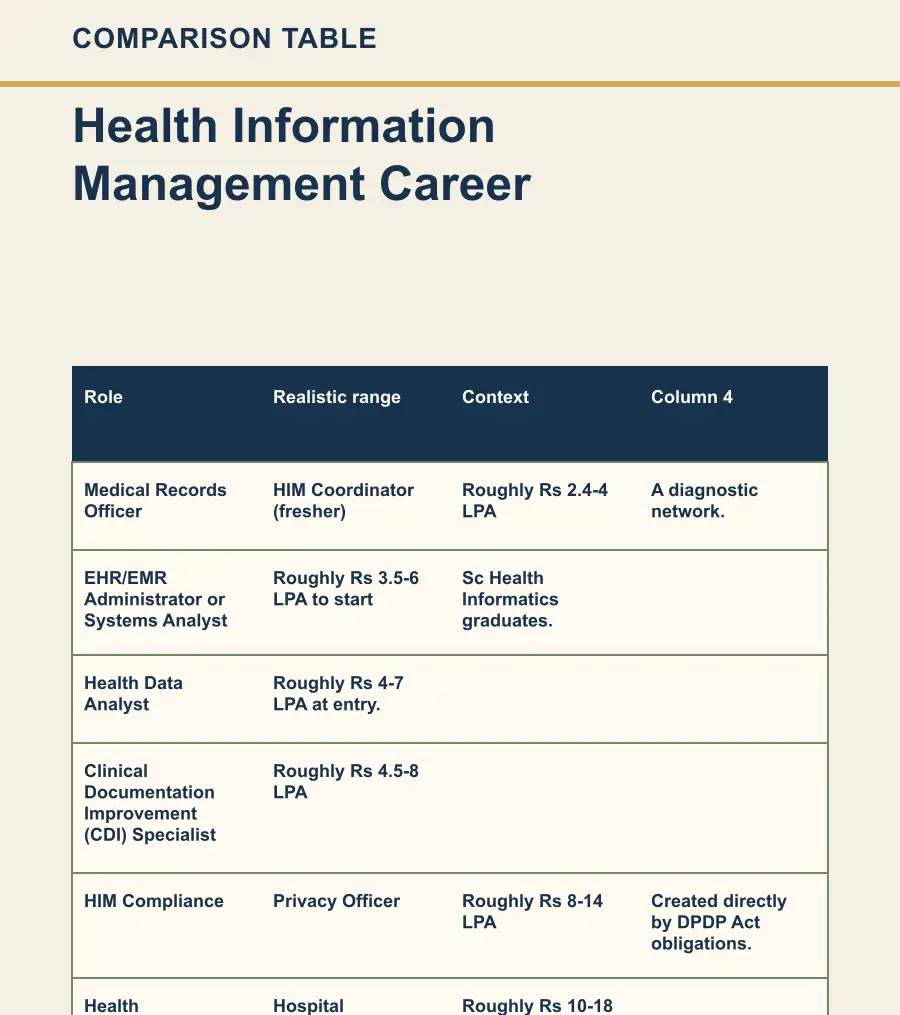 COMPARISON TABLE
Health Information
Management Career
Role Realistic range Context Column 4
Medical Records HIM Coordinator Roughly Rs 2.4-4 A diagnostic
Officer (fresher) LPA network.
EHR/EMR Roughly Rs 3.5-6 Sc Health
Administrator or LPA to start Informatics
Systems Analyst graduates.
Health Data Roughly Rs 4-7
Analyst LPA at entry.
Clinical Roughly Rs 4.5-8
Documentation LPA
Improvement
(CDI) Specialist
HIM Compliance Privacy Officer Roughly Rs 8-14 Created directly
LPA by DPDP Act
obligations.
Health Hospital Roughly Rs 10-18